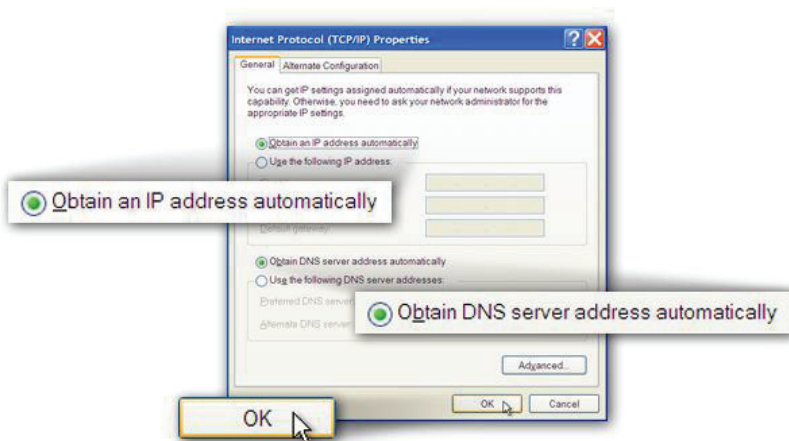 Internet Protocol (TCP/IP) Properties
General Alternate Configuration
You can get IP settings assigned automatically if your network supports this
capability. Otherwise, you need to ask your network administrator for the
appropriate IP settings.
Obtain an IP address automatically
Use the following IP address:
Obtain an IP address automatically
Default gateway:
Obtain DNS server address automatically
Use the following DNS server addresses:
Preferred DNS server
Alternate DNS server
Obtain DNS server address automatically
Advanced...
OK Cancel
OK